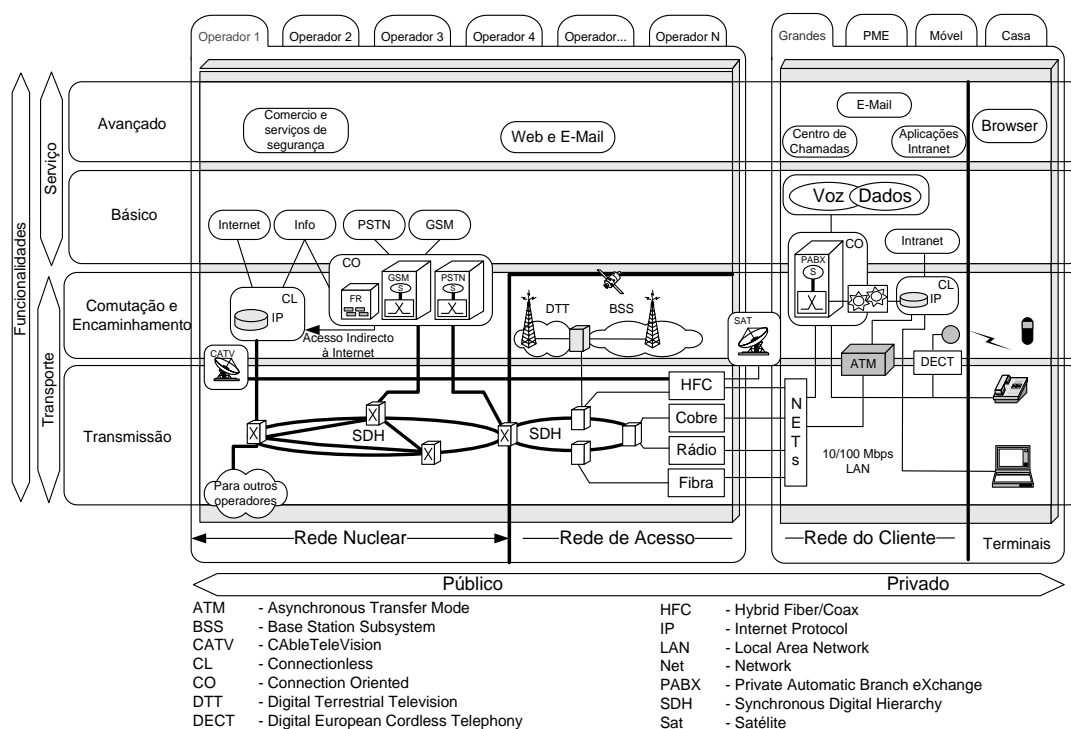 Operador 1
Operador 2
Operador 3
Operador 4
Operador...
Operador N
Grandes
PME
Móvel
Casa
Funcionalidades
Serviço
Transporte
Avançado
Comercio e
serviços de
segurança
Web e E-Mail
E-Mail
Centro de
Chamadas
Aplicações
Intranet
Browser
Básico
Internet
Info
PSTN
GSM
Voz
Dados
Intranet
CO
GSM
S
PSTN
S
FR
CO
PABX
S
Comutação e
Encaminhamento
CL
IP
Acesso Indirecto
à Internet
DTT
BSS
SAT
CL
IP
CATV
ATM
DECT
Transmissão
SDH
SDH
HFC
Cobre
Rádio
Fibra
NETs
10/100 Mbps
LAN
Para outros
operadores
Rede Nuclear
Rede de Acesso
Rede do Cliente
Terminais
Público
Privado
ATM - Asynchronous Transfer Mode
BSS - Base Station Subsystem
CATV - CAbleTeleVision
CL - Connectionless
CO - Connection Oriented
DTT - Digital Terrestrial Television
DECT - Digital European Cordless Telephony
HFC - Hybrid Fiber/Coax
IP - Internet Protocol
LAN - Local Area Network
Net - Network
PABX - Private Automatic Branch eXchange
SDH - Synchronous Digital Hierarchy
Sat - Satélite